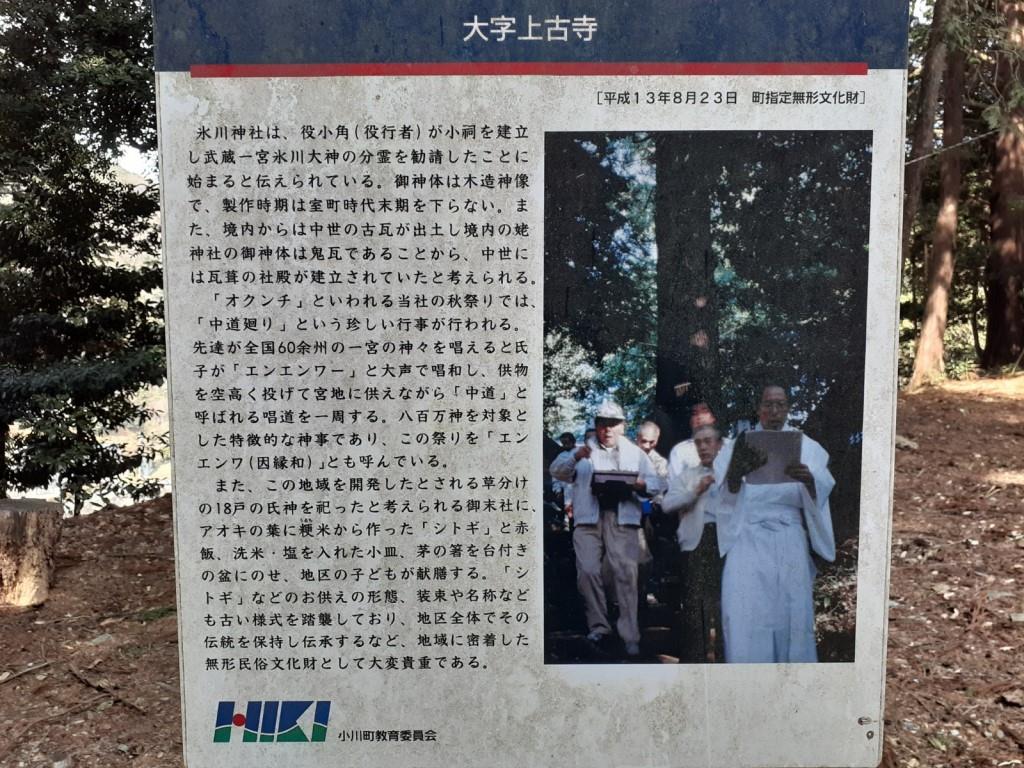 大字上古寺
［平成１３年８月２３日　町指定無形文化財］
氷川神社は、役小角(役行者)が小祠を建立
し武蔵一宮氷川大神の分霊を勧請したことに
始まると伝えられている。御神体は木造神像
で、製作時期は室町時代末期を下らない。ま
た、境内からは中世の古瓦が出土し境内の姥
神社の御神体は鬼瓦であることから、中世に
は瓦葺の社殿が建立されていたと考えられる。
「オクンチ」といわれる当社の秋祭りでは、
「中道廻り」という珍しい行事が行われる。
先達が全国60余州の一宮の神々を唱えると氏
子が「エンエンワー」と大声で唱和し、供物
を空高く投げて宮地に供えながら「中道」と
呼ばれる唱道を一周する。八百万神を対象と
した特徴的な神事であり、この祭りを「エン
エンワ(因縁和)」とも呼んでいる。
また、この地域を開発したとされる草分け
の18戸の氏神を祀ったと考えられる御末社に、
アオキの葉に粳米から作った「シトギ」と赤
飯、洗米・塩を入れた小皿、茅の箸を台付き
の盆にのせ、地区の子どもが献膳する。「シ
トギ」などのお供えの形態、装束や名称など
も古い様式を踏襲しており、地区全体でその
伝統を保持し伝承するなど、地域に密着した
無形民俗文化財として大変貴重である。
HIKI 小川町教育委員会